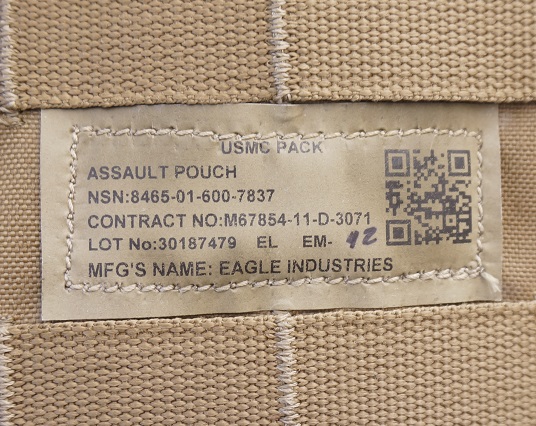 USMC PACK
ASSAULT POUCH
NSN:8465-01-600-7837
CONTRACT NO:M67854-11-D-3071
LOT No:30187479 EL EM- 12
MFG'S NAME: EAGLE INDUSTRIES